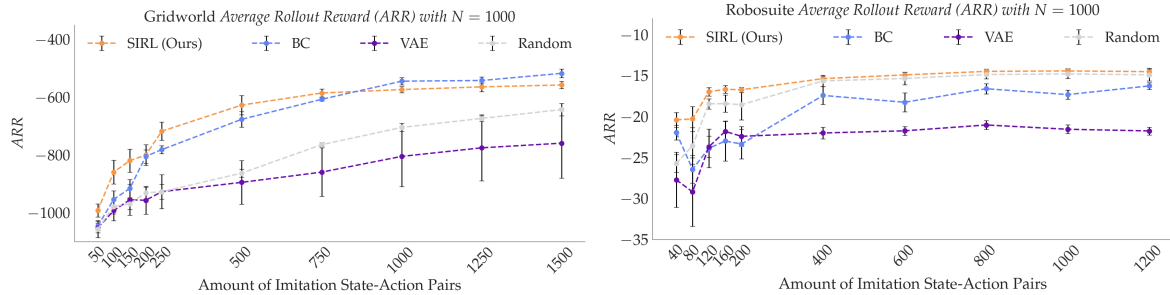 Gridworld Average Rollout Reward (ARR) with N = 1000
SIRL (Ours) BC VAE Random
−400
−600
−800
−1000
ARR
50 100 150 200 250 500 750 1000 1250 1500
Amount of Imitation State-Action Pairs
Robosuite Average Rollout Reward (ARR) with N = 1000
SIRL (Ours) BC VAE Random
−10
−15
−20
−25
−30
−35
ARR
40 80 120 160 200 400 600 800 1000 1200
Amount of Imitation State-Action Pairs